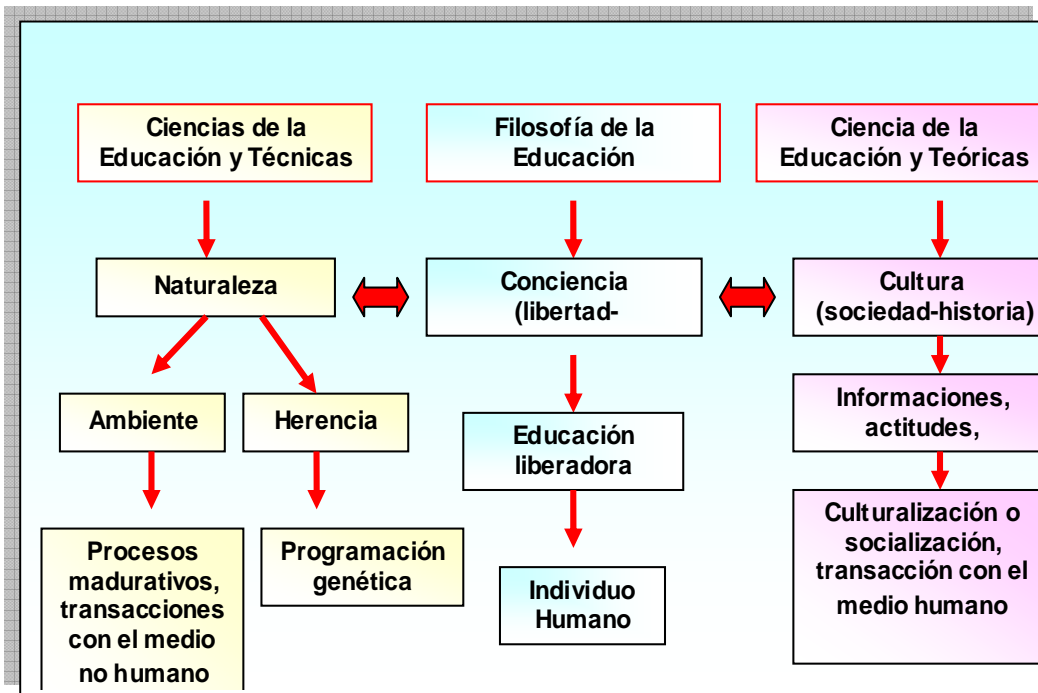 Ciencias de la
Educación y Técnicas
Filosofía de la
Educación
Ciencia de la
Educación y Teóricas
Naturaleza
Conciencia
(libertad-
Cultura
(sociedad-historia)
Ambiente
Herencia
Educación
liberadora
Informaciones,
actitudes,
Procesos
madurativos,
transacciones
con el medio
no humano
Programación
genética
Individuo
Humano
Culturalización o
socialización,
transacción con el
medio humano